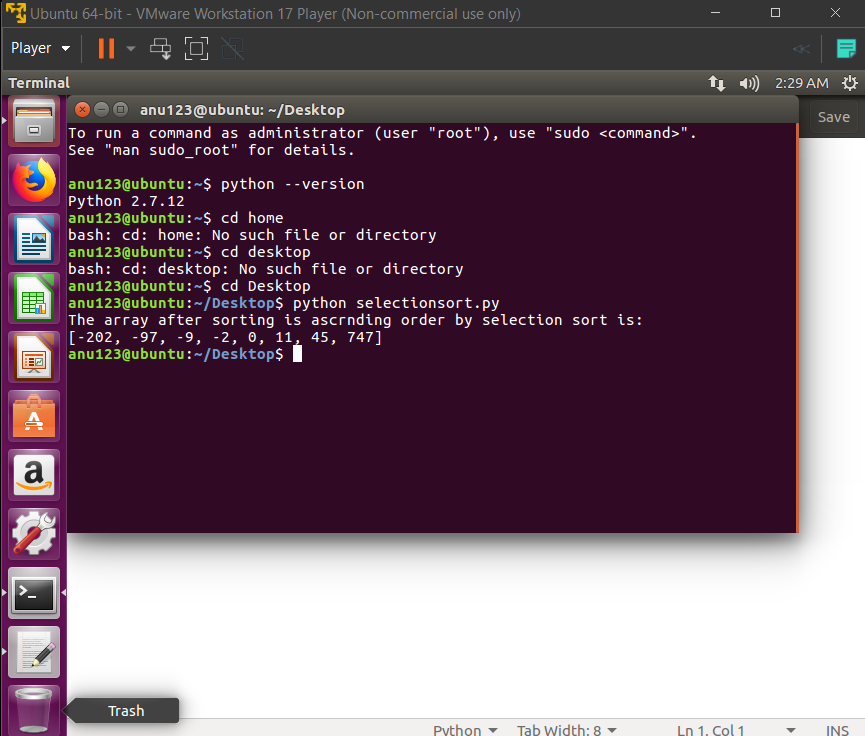 Ubuntu 64-bit - VMware Workstation 17 Player (Non-commercial use only)
Player
Terminal
2:29 AM
anu123@ubuntu: ~/Desktop
Save
To run a command as administrator (user "root"), use "sudo <command>".
See "man sudo_root" for details.
anu123@ubuntu:~$ python --version
Python 2.7.12
anu123@ubuntu:~$ cd home
bash: cd: home: No such file or directory
anu123@ubuntu:~$ cd desktop
bash: cd: desktop: No such file or directory
anu123@ubuntu:~$ cd Desktop
anu123@ubuntu:~/Desktop$ python selectionsort.py
The array after sorting is ascrnding order by selection sort is:
[-202, -97, -9, -2, 0, 11, 45, 747]
anu123@ubuntu:~/Desktop$
Trash
Python Tab Width: 8 Ln 1, Col 1 INS